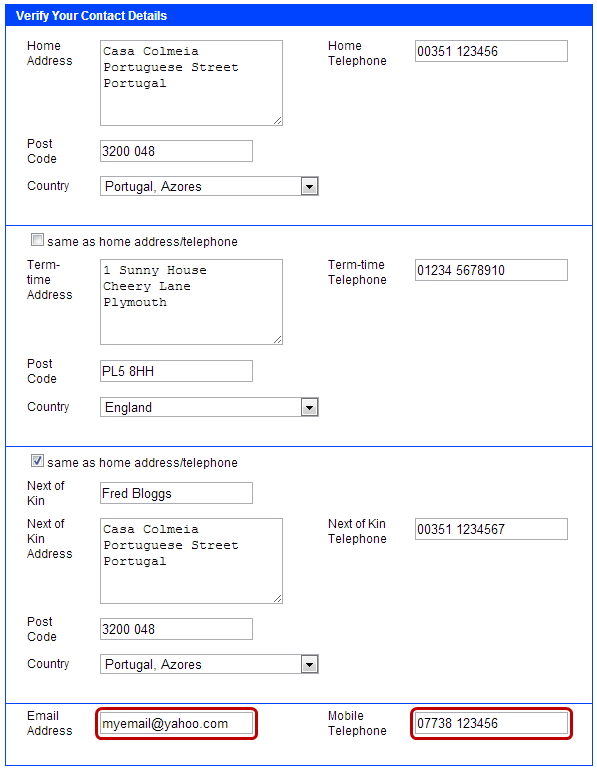 Verify Your Contact Details
Home
Address
Casa Colmeia
Portuguese Street
Portugal
Home
Telephone
00351 123456
Post
Code
3200 048
Country
Portugal, Azores
same as home address/telephone
Term-
time
Address
1 Sunny House
Cheery Lane
Plymouth
Term-time
Telephone
01234 5678910
Post
Code
PL5 8HH
Country
England
same as home address/telephone
Next of
Kin
Fred Bloggs
Next of
Kin
Address
Casa Colmeia
Portuguese Street
Portugal
Next of Kin
Telephone
00351 1234567
Post
Code
3200 048
Country
Portugal, Azores
Email
Address
myemail@yahoo.com
Mobile
Telephone
07738 123456